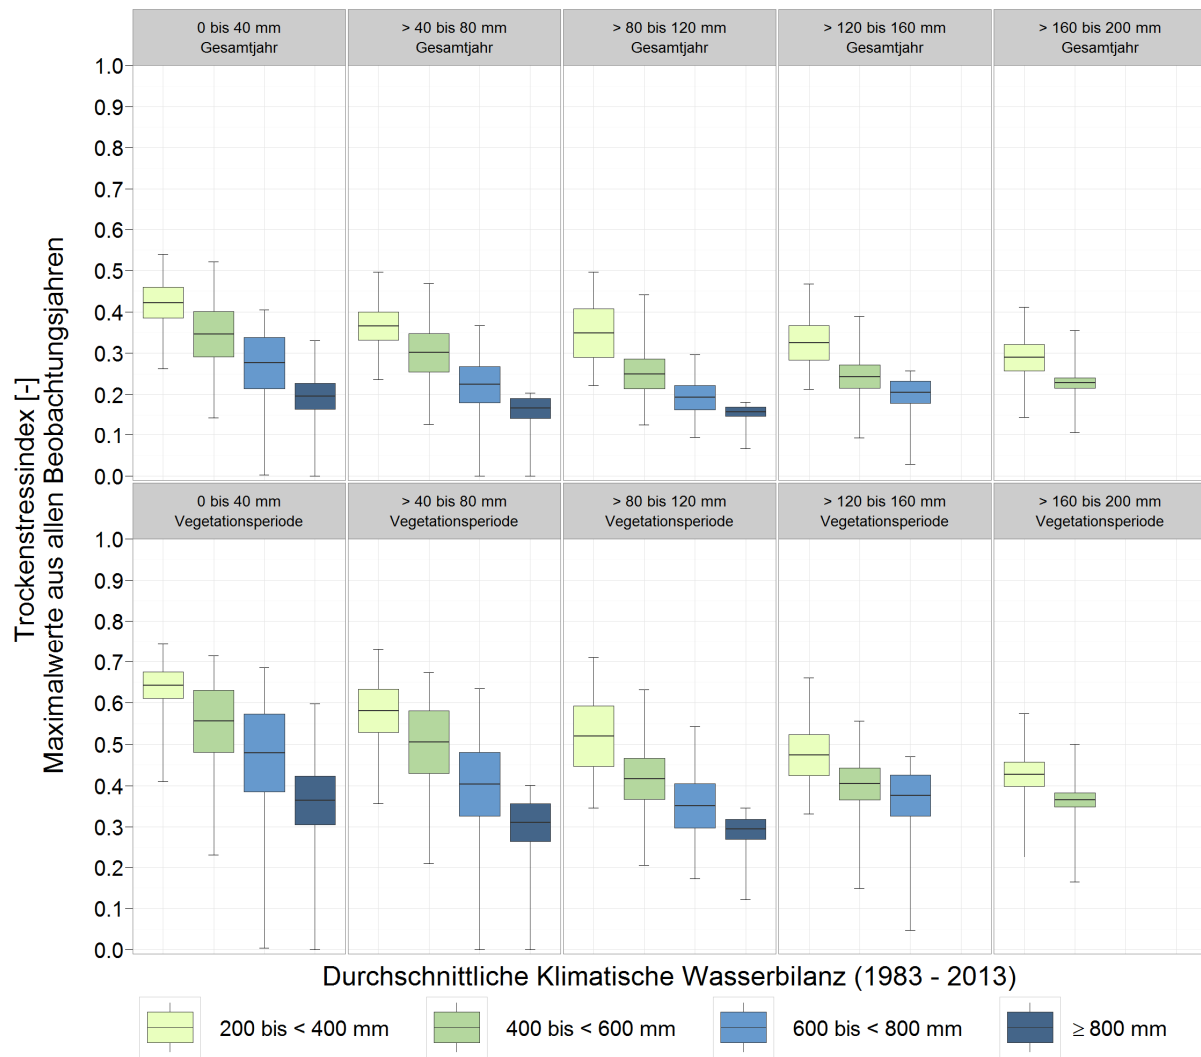 0 bis 40 mm
Gesamtjahr
> 40 bis 80 mm
Gesamtjahr
> 80 bis 120 mm
Gesamtjahr
> 120 bis 160 mm
Gesamtjahr
> 160 bis 200 mm
Gesamtjahr
1.0
0.9
0.8
0.7
0.6
0.5
0.4
0.3
0.2
0.1
0.0
0 bis 40 mm
Vegetationsperiode
> 40 bis 80 mm
Vegetationsperiode
> 80 bis 120 mm
Vegetationsperiode
> 120 bis 160 mm
Vegetationsperiode
> 160 bis 200 mm
Vegetationsperiode
1.0
0.9
0.8
0.7
0.6
0.5
0.4
0.3
0.2
0.1
0.0
Trockenstressindex [-]
Maximalwerte aus allen Beobachtungsjahren
Durchschnittliche Klimatische Wasserbilanz (1983 - 2013)
200 bis < 400 mm
400 bis < 600 mm
600 bis < 800 mm
≥ 800 mm